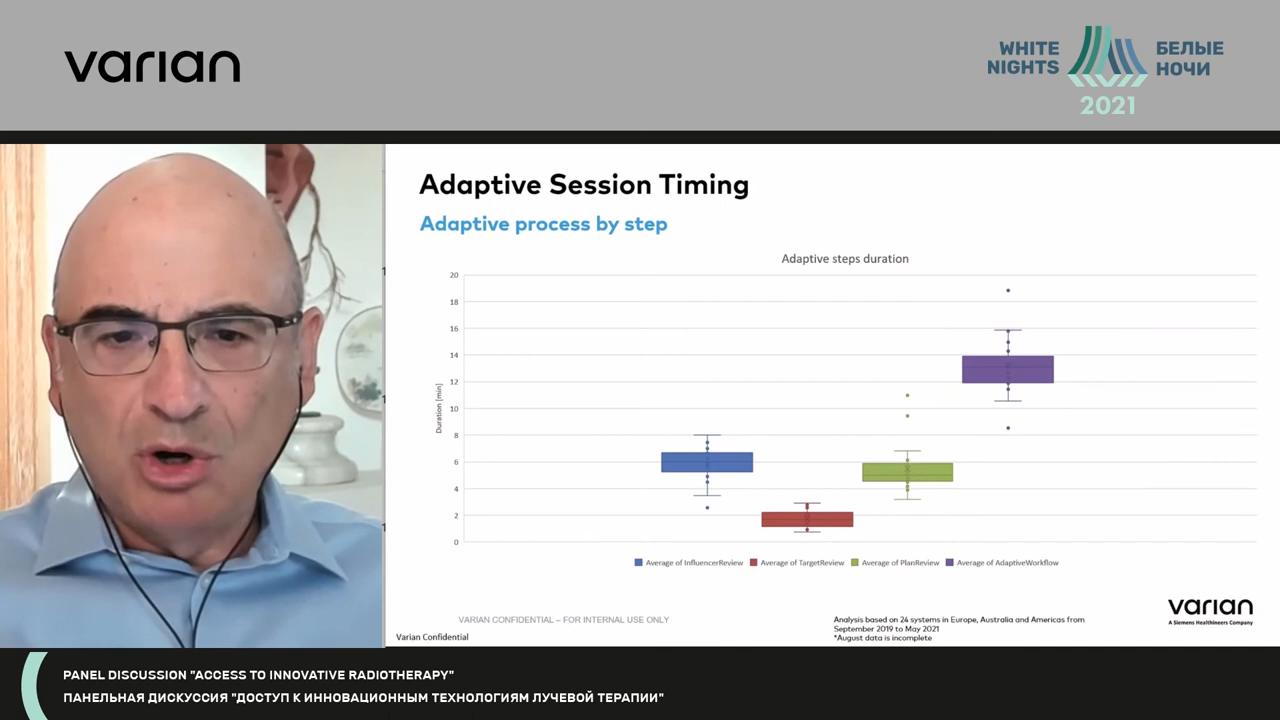 varian
WHITE
NIGHTS
БЕЛЫЕ
НОЧИ
2021
Adaptive Session Timing
Adaptive process by step
Adaptive steps duration
Duration [min]
20
18
16
14
12
10
8
6
4
2
0
Average of InfluencerReview
Average of TargetReview
Average of PlanReview
Average of AdaptiveWorkflow
VARIAN CONFIDENTIAL – FOR INTERNAL USE ONLY
Varian Confidential
Analysis based on 24 systems in Europe, Australia and Americas from
September 2019 to May 2021
*August data is incomplete
varian
A Siemens Healthineers Company
PANEL DISCUSSION "ACCESS TO INNOVATIVE RADIOTHERAPY"
ПАНЕЛЬНАЯ ДИСКУССИЯ "ДОСТУП К ИННОВАЦИОННЫМ ТЕХНОЛОГИЯМ ЛУЧЕВОЙ ТЕРАПИИ"